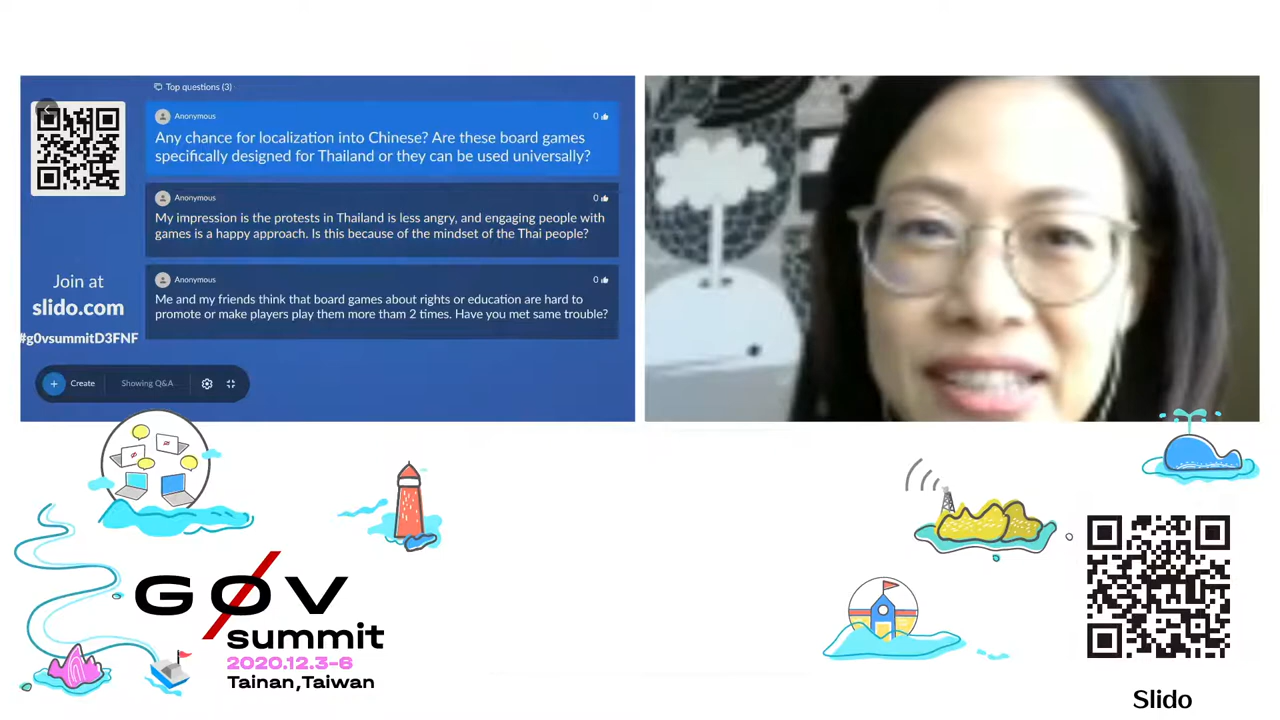 Top questions (3)
Anonymous
0
Any chance for localization into Chinese? Are these board games
specifically designed for Thailand or they can be used universally?
Anonymous
0
My impression is the protests in Thailand is less angry, and engaging people with
games is a happy approach. Is this because of the mindset of the Thai people?
Anonymous
0
Me and my friends think that board games about rights or education are hard to
promote or make players play them more tham 2 times. Have you met same trouble?
Join at
slido.com
#g0vsummitD3FNF
Create
Showing Q&A...
GØV
summit
2020.12.3-6
Tainan,Taiwan
Slido